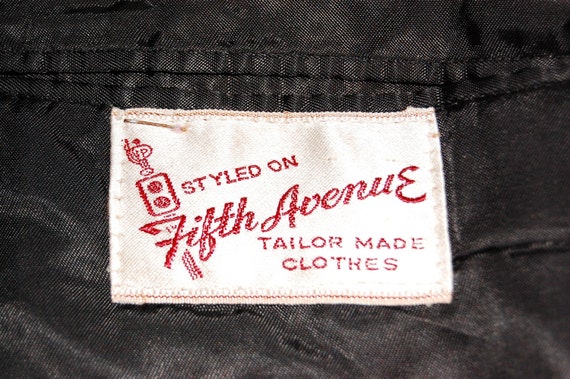 STYLED ON
Fifth Avenue
TAILOR MADE
CLOTHES